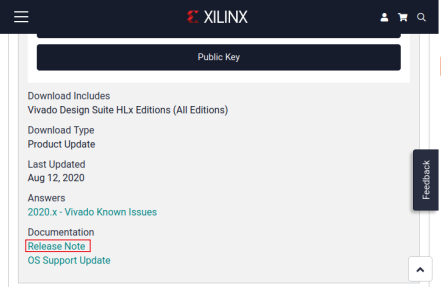 XILINX
Public Key
Download Includes
Vivado Design Suite HLx Editions (All Editions)
Download Type
Product Update
Last Updated
Aug 12, 2020
Answers
2020.x - Vivado Known Issues
Documentation
Release Note
OS Support Update
Feedback